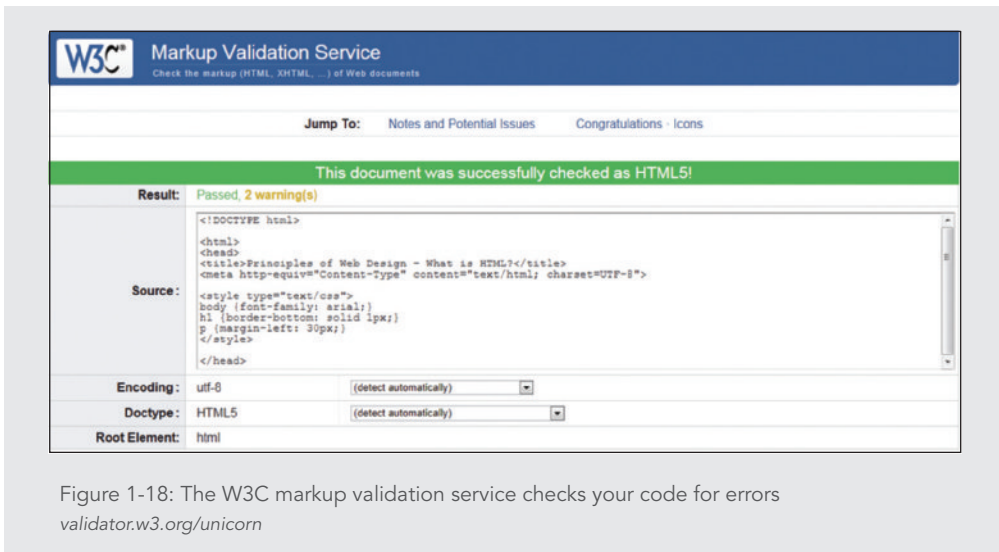 W3C®
Markup Validation Service
Check the markup (HTML, XHTML, ...) of Web documents
Jump To: Notes and Potential Issues Congratulations · Icons
This document was successfully checked as HTML5!
Result: Passed, 2 warning(s)
Source:
<!DOCTYPE html>
<html>
<head>
<title>Principles of Web Design - What is HTML?</title>
<meta http-equiv="Content-Type" content="text/html; charset=UTF-8">
<style type="text/css">
body {font-family: arial;}
h1 {border-bottom: solid 1px;}
p {margin-left: 30px;}
</style>
</head>
Encoding: utf-8 (detect automatically)
Doctype: HTML5 (detect automatically)
Root Element: html
Figure 1-18: The W3C markup validation service checks your code for errors
validator.w3.org/unicorn